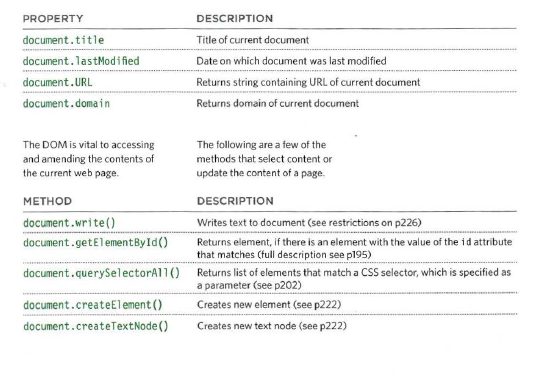 PROPERTY DESCRIPTION
document.title Title of current document
document.lastModified Date on which document was last modified
document.URL Returns string containing URL of current document
document.domain Returns domain of current document
The DOM is vital to accessing
and amending the contents of
the current web page.
The following are a few of the
methods that select content or
update the content of a page.
METHOD DESCRIPTION
document.write() Writes text to document (see restrictions on p226)
document.getElementById() Returns element, if there is an element with the value of the id attribute
that matches (full description see p195)
document.querySelectorAll() Returns list of elements that match a CSS selector, which is specified as
a parameter (see p202)
document.createElement() Creates new element (see p222)
document.createTextNode() Creates new text node (see p222)